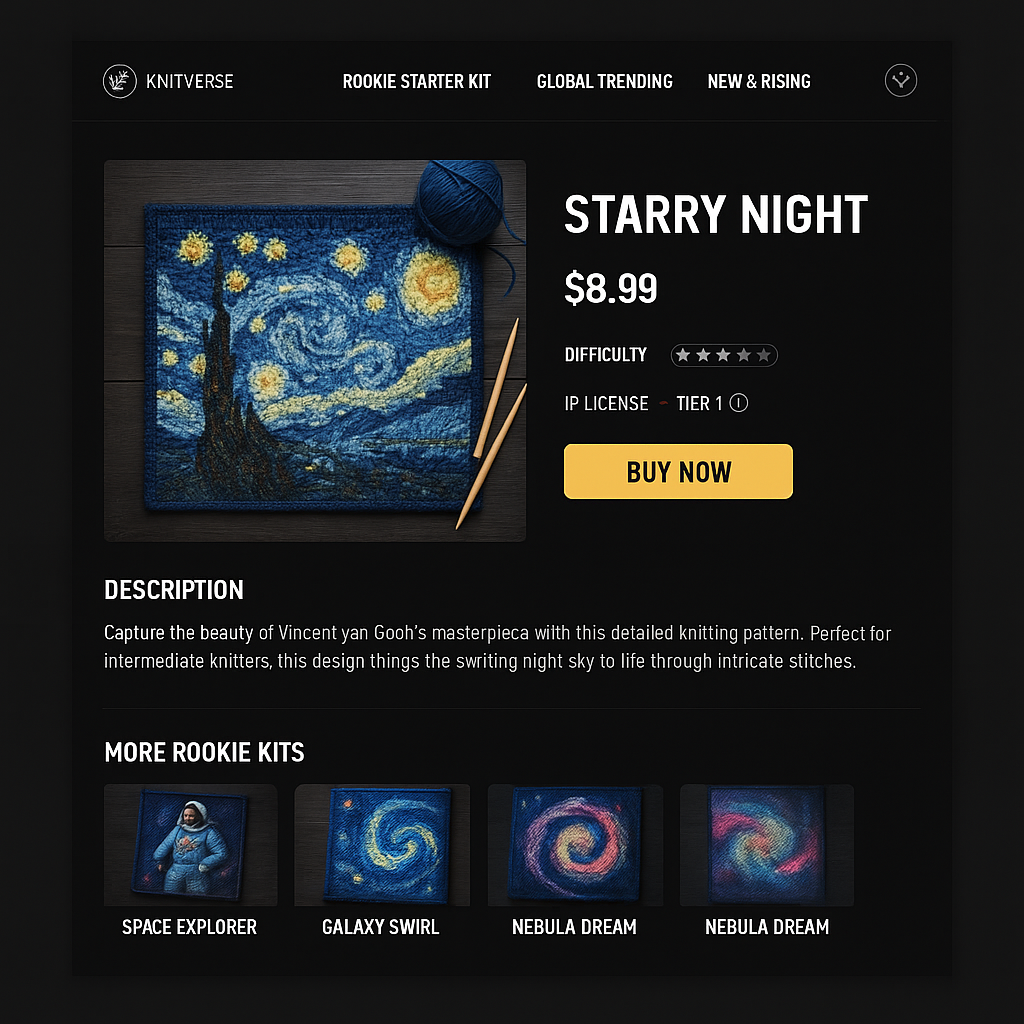 KNITVERSE
ROOKIE STARTER KIT
GLOBAL TRENDING
NEW & RISING
STARRY NIGHT
$8.99
DIFFICULTY
IP LICENSE - TIER 1
BUY NOW
DESCRIPTION
Capture the beauty of Vincent yan Gooh's masterpieca wilth this detailed knitting pattern. Perfect for
intermediate knitters, this design things the swriting night sky to life through intricate stitches.
MORE ROOKIE KITS
SPACE EXPLORER
GALAXY SWIRL
NEBULA DREAM
NEBULA DREAM